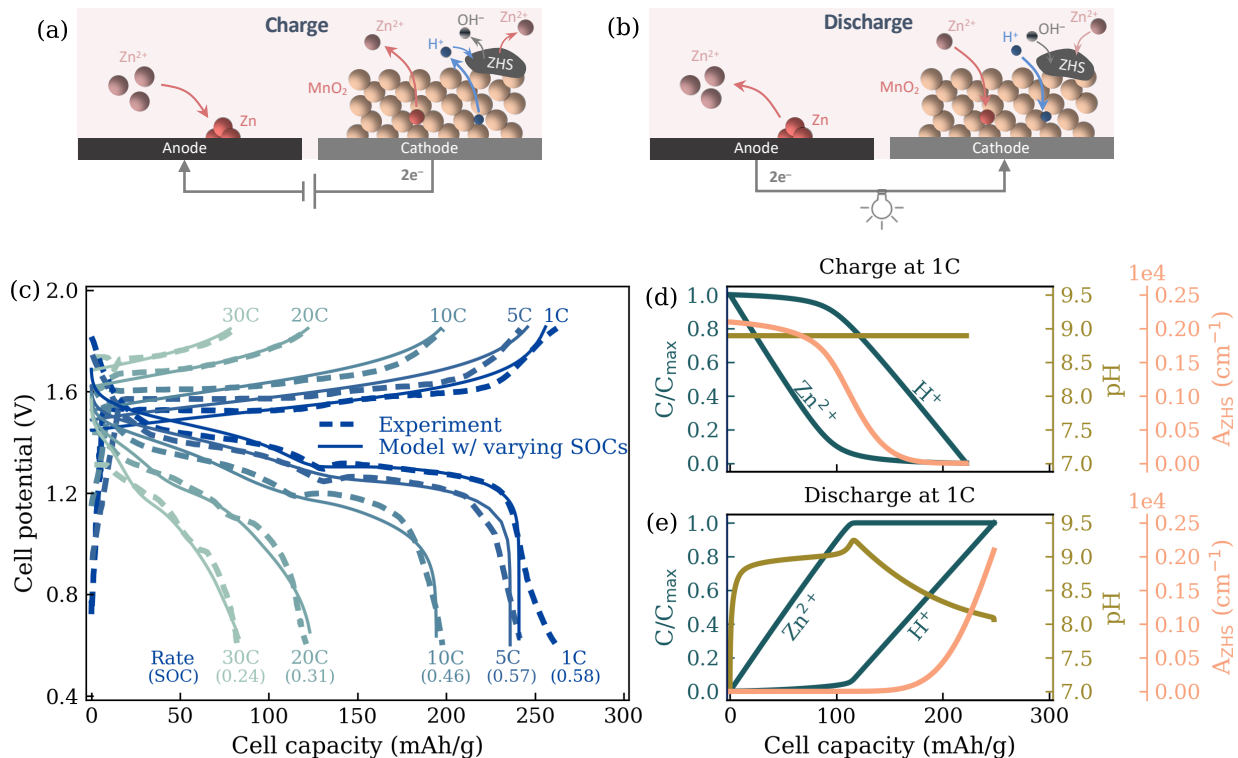 (a)
Charge
Zn²⁺
Zn
Zn²⁺
OH⁻
Zn²⁺
H⁺
ZHS
MnO₂
Anode
Cathode
2e⁻
(b)
Discharge
Zn²⁺
Zn
Zn²⁺
OH⁻
Zn²⁺
H⁺
ZHS
MnO₂
Anode
Cathode
2e⁻
(c)
Cell potential (V)
2.0
1.6
1.2
0.8
0.4
30C
20C
10C
5C
1C
Experiment
Model w/ varying SOCs
Rate
(SOC)
30C
(0.24)
20C
(0.31)
10C
(0.46)
5C
(0.57)
1C
(0.58)
0
50
100
150
200
250
300
Cell capacity (mAh/g)
(d)
Charge at 1C
C/Cₘₐₓ
1.0
0.8
0.6
0.4
0.2
0.0
Zn²⁺
H⁺
9.5
9.0
8.5
8.0
7.5
7.0
pH
1e4
0.25
0.20
0.15
0.10
0.05
0.00
A_ZHS (cm⁻¹)
(e)
Discharge at 1C
C/Cₘₐₓ
1.0
0.8
0.6
0.4
0.2
0.0
Zn²⁺
H⁺
9.5
9.0
8.5
8.0
7.5
7.0
pH
1e4
0.25
0.20
0.15
0.10
0.05
0.00
A_ZHS (cm⁻¹)
0
100
200
300
Cell capacity (mAh/g)